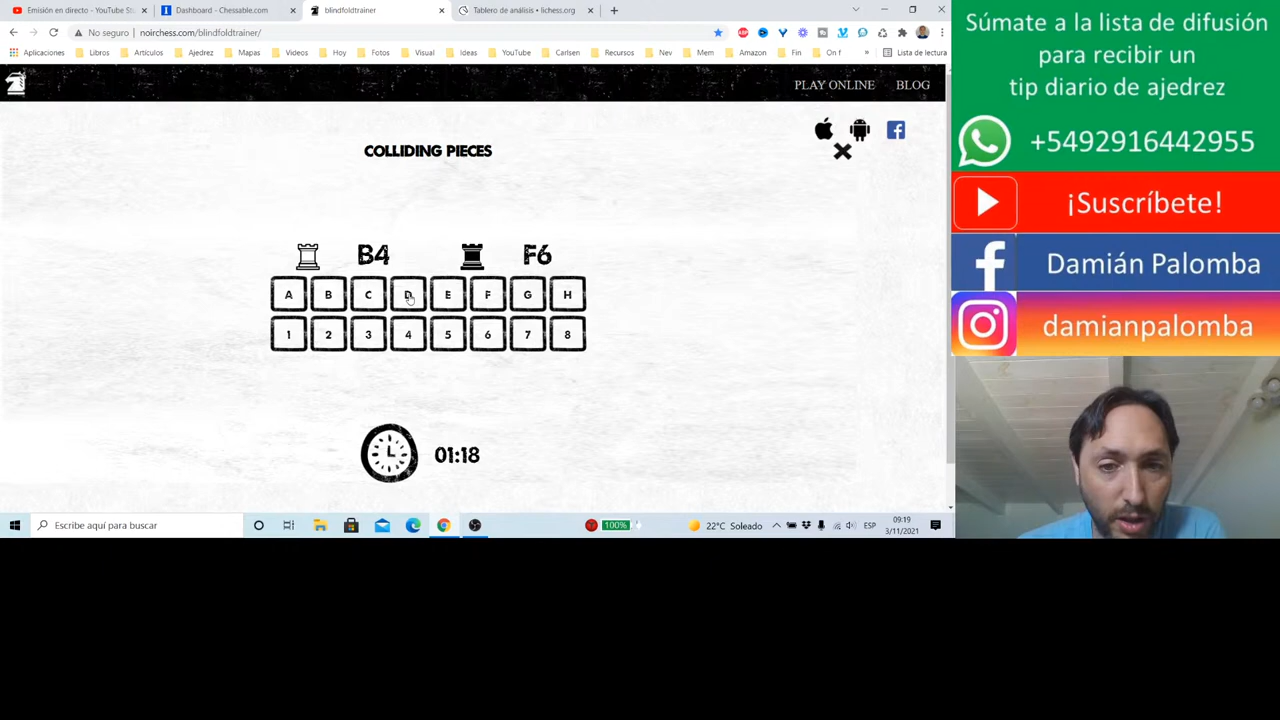 Emisión en directo - YouTube St
Dashboard - Chessable.com
blindfoldtrainer
Tablero de análisis • lichess.org
No seguro
noirchess.com/blindfoldtrainer/
Aplicaciones
Libros
Artículos
Ajedrez
Mapas
Videos
Hoy
Fotos
Visual
Ideas
YouTube
Carlsen
Recursos
Nev
Mem
Amazon
Fin
On f
»
Lista de lectura
PLAY ONLINE
BLOG
COLLIDING PIECES
B4
F6
A B C D E F G H
1 2 3 4 5 6 7 8
01:18
Súmate a la lista de difusión
para recibir un
tip diario de ajedrez
+5492916442955
¡Suscríbete!
Damián Palomba
damianpalomba
Escribe aquí para buscar
100%
22°C Soleado
ESP
09:19
3/11/2021